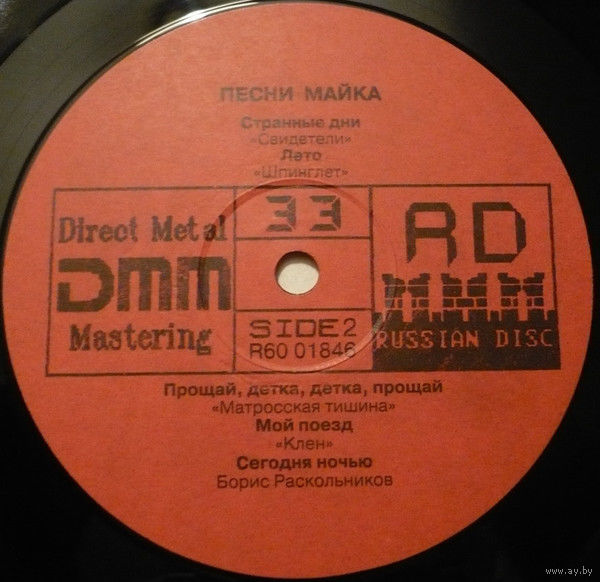 ПЕСНИ МАЙКА
Странные дни
«Свидетели»
Лето
«Шпинглет»
Direct Metal
DMM
Mastering
33
SIDE 2
R60 01846
RD
RUSSIAN DISC
Прощай, детка, детка, прощай
«Матросская тишина»
Мой поезд
«Клен»
Сегодня ночью
Борис Раскольников
www.ay.by